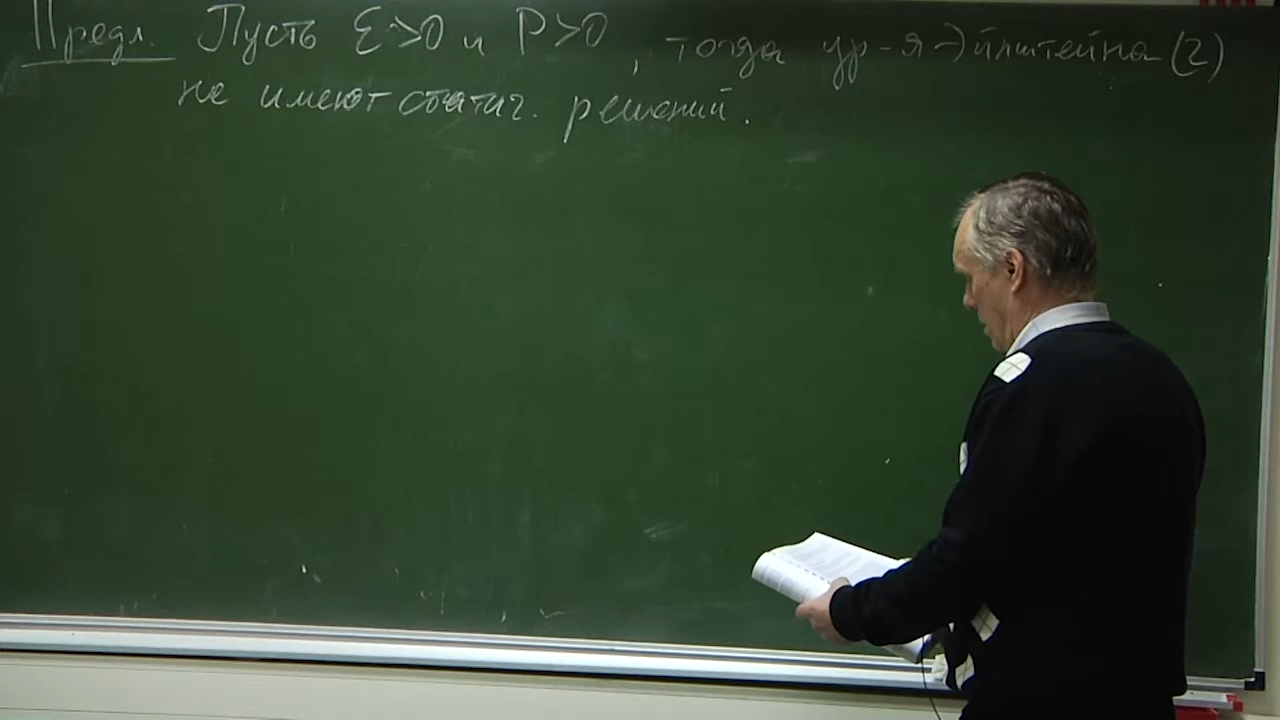 Предл. Пусть ℰ>0 и P>0, тогда ур-я Эйнштейна (2)
не имеют статич. решений.